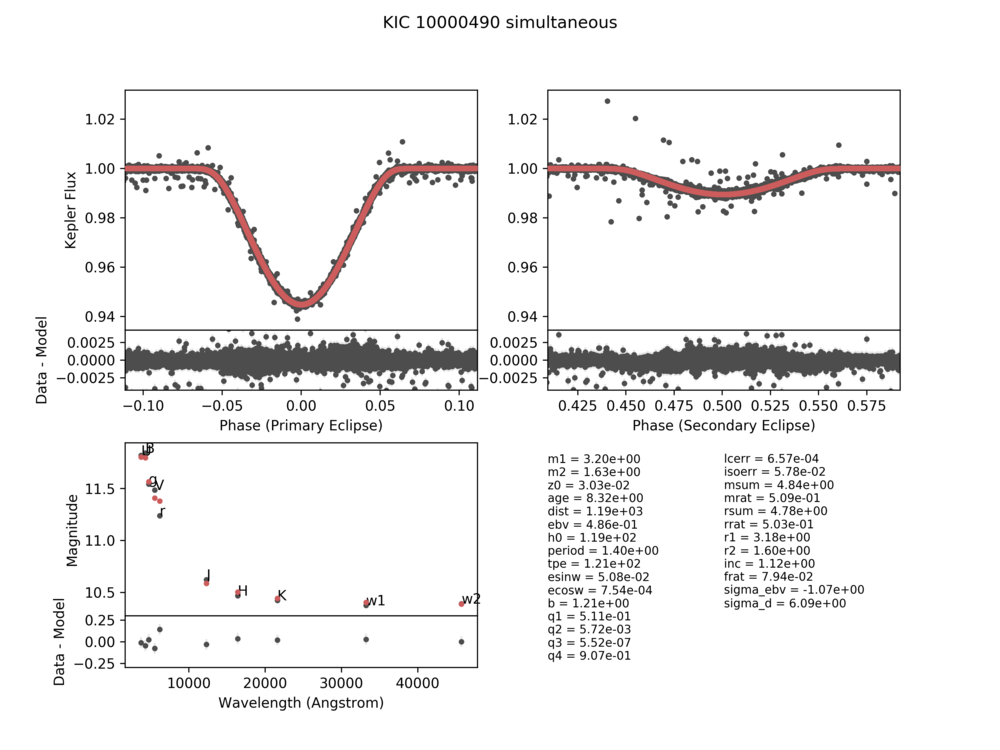 KIC 10000490 simultaneous
1.02
1.00
0.98
0.96
0.94
Kepler Flux
0.0025
0.0000
−0.0025
Data - Model
−0.10
−0.05
0.00
0.05
0.10
Phase (Primary Eclipse)
1.02
1.00
0.98
0.96
0.94
0.0025
0.0000
−0.0025
0.425
0.450
0.475
0.500
0.525
0.550
0.575
Phase (Secondary Eclipse)
B
g
V
r
J
H
K
w1
w2
11.5
11.0
10.5
Magnitude
0.25
0.00
−0.25
Data - Model
10000
20000
30000
40000
Wavelength (Angstrom)
m1 = 3.20e+00
m2 = 1.63e+00
z0 = 3.03e-02
age = 8.32e+00
dist = 1.19e+03
ebv = 4.86e-01
h0 = 1.19e+02
period = 1.40e+00
tpe = 1.21e+02
esinw = 5.08e-02
ecosw = 7.54e-04
b = 1.21e+00
q1 = 5.11e-01
q2 = 5.72e-03
q3 = 5.52e-07
q4 = 9.07e-01
lcerr = 6.57e-04
isoerr = 5.78e-02
msum = 4.84e+00
mrat = 5.09e-01
rsum = 4.78e+00
rrat = 5.03e-01
r1 = 3.18e+00
r2 = 1.60e+00
inc = 1.12e+00
frat = 7.94e-02
sigma_ebv = -1.07e+00
sigma_d = 6.09e+00